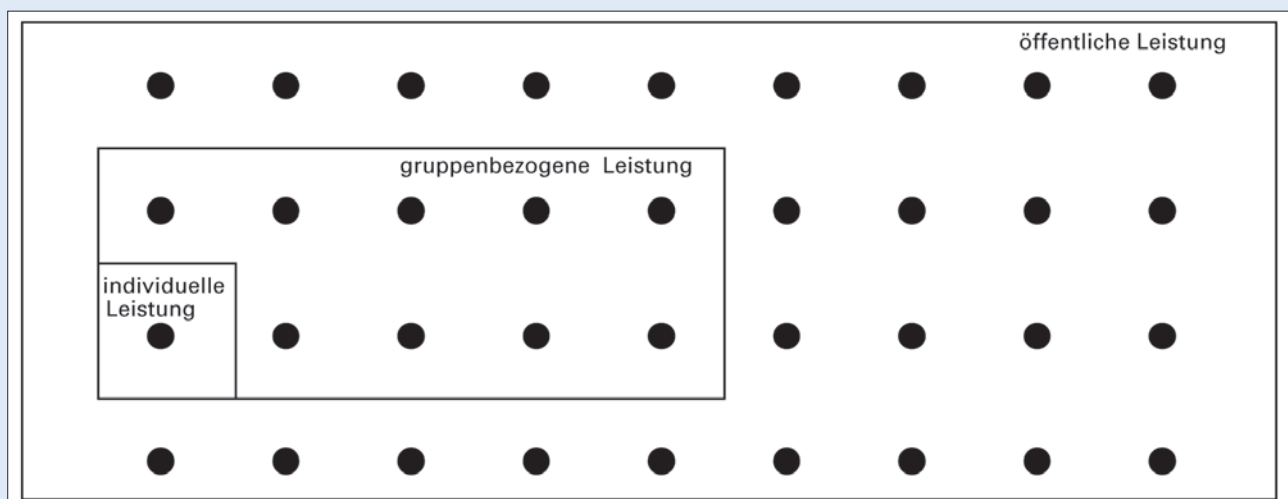 öffentliche Leistung
gruppenbezogene Leistung
individuelle
Leistung